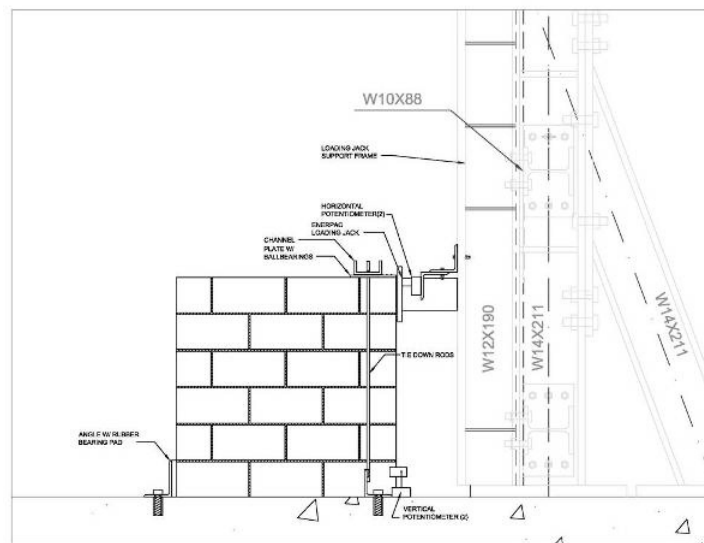 W10X88
LOADING JACK
SUPPORT FRAME
HORIZONTAL
POTENTIOMETER(2)
ENERPAC
LOADING JACK
CHANNEL
PLATE W/
BALLBEARINGS
W12X190
W14X211
W14X211
TIE DOWN RODS
ANGLE W/ RUBBER
BEARING PAD
VERTICAL
POTENTIOMETER (2)